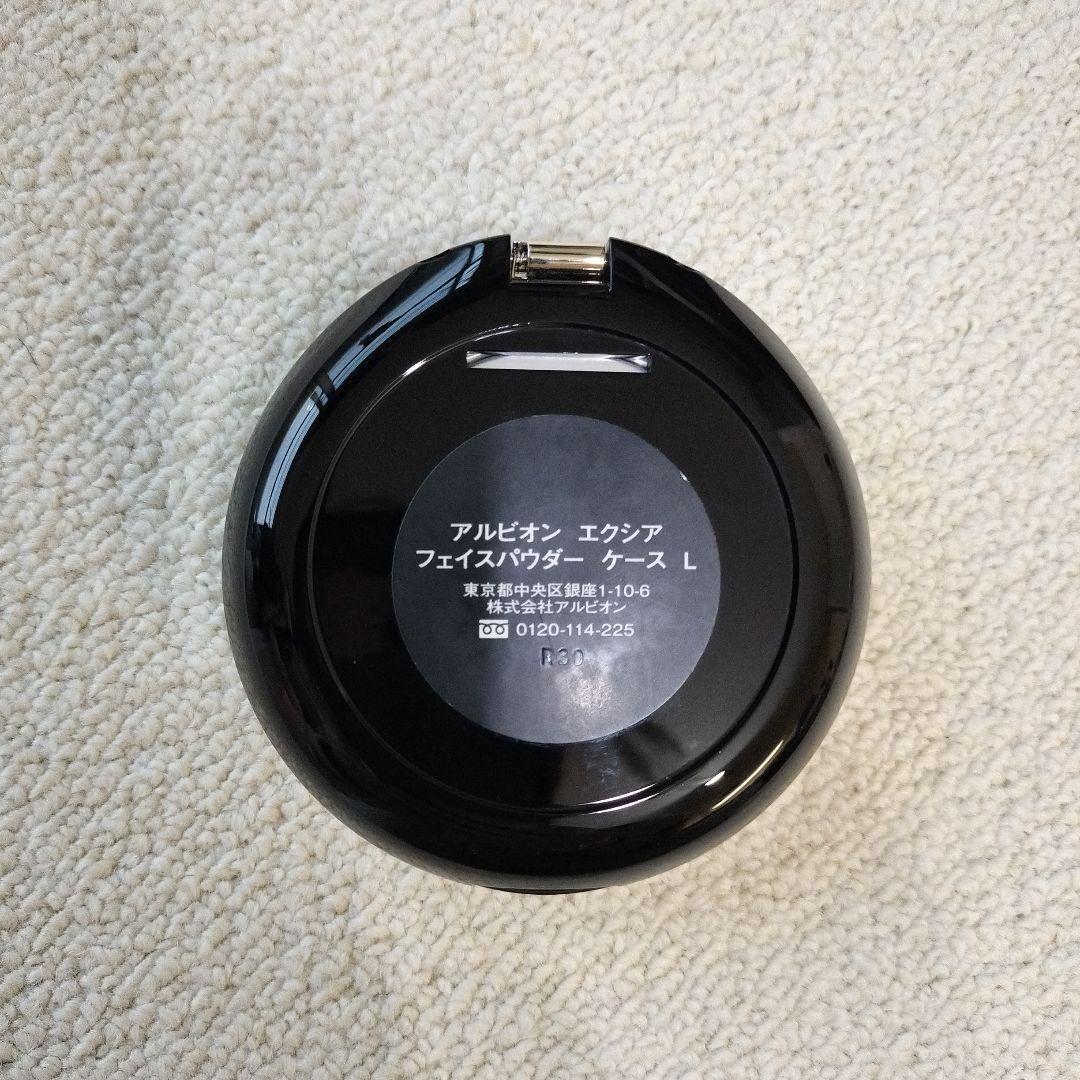 アルビオン エクシア
フェイスパウダー ケース L
東京都中央区銀座1-10-6
株式会社アルビオン
0120-114-225
R30